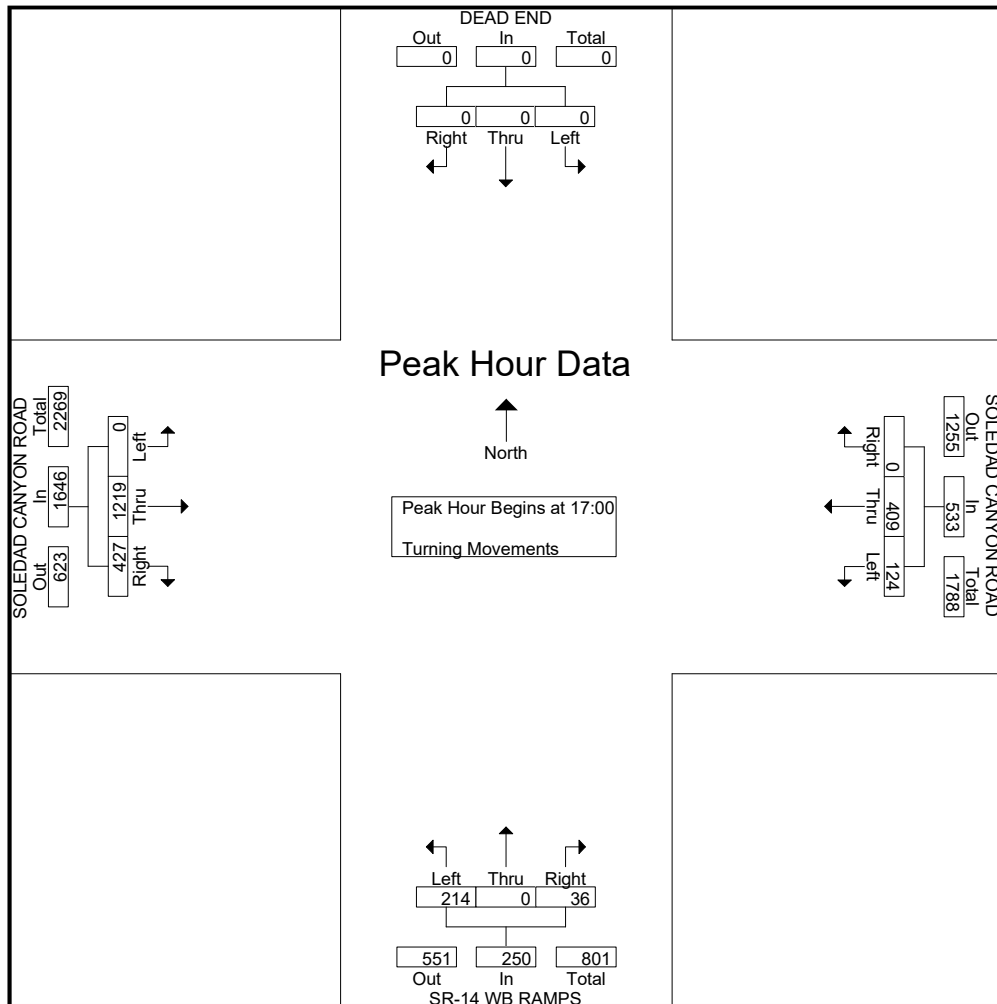 DEAD END
Out In Total
0 0 0
0 0 0
Right Thru Left
Peak Hour Data
North
Peak Hour Begins at 17:00
Turning Movements
SOLEDAD CANYON ROAD
Total In Out
2269 1646 623
0 1219 427
Left Thru Right
SOLEDAD CANYON ROAD
Out In Total
1255 533 1788
0 409 124
Right Thru Left
Left Thru Right
214 0 36
551 250 801
Out In Total
SR-14 WB RAMPS